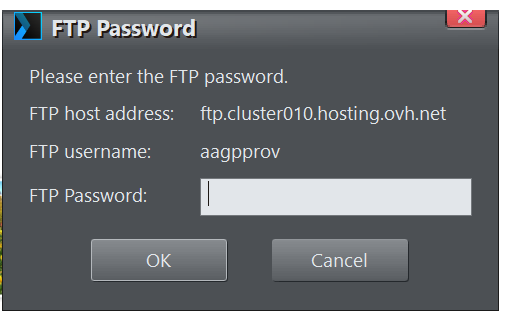 FTP Password
Please enter the FTP password.
FTP host address: ftp.cluster010.hosting.ovh.net
FTP username: aagpprov
FTP Password:
OK Cancel